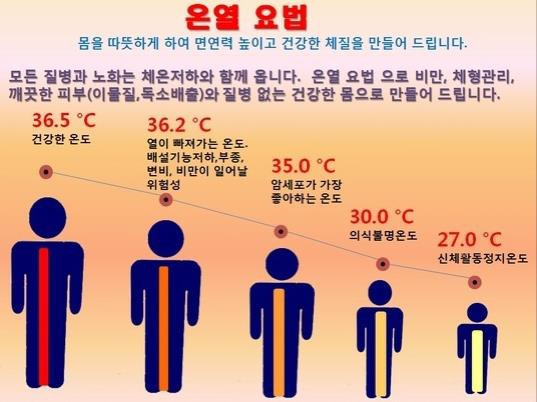 온열 요법
몸을 따뜻하게 하여 면연력 높이고 건강한 체질을 만들어 드립니다.
모든 질병과 노화는 체온저하와 함께 옵니다. 온열 요법 으로 비만, 체형관리,
깨끗한 피부(이물질,독소배출)와 질병 없는 건강한 몸으로 만들어 드립니다.
36.5 ℃
건강한 온도
36.2 ℃
열이 빠져가는 온도.
배설기능저하,부종,
변비, 비만이 일어날
위험성
35.0 ℃
암세포가 가장
좋아하는 온도
30.0 ℃
의식불명온도
27.0 ℃
신체활동정지온도